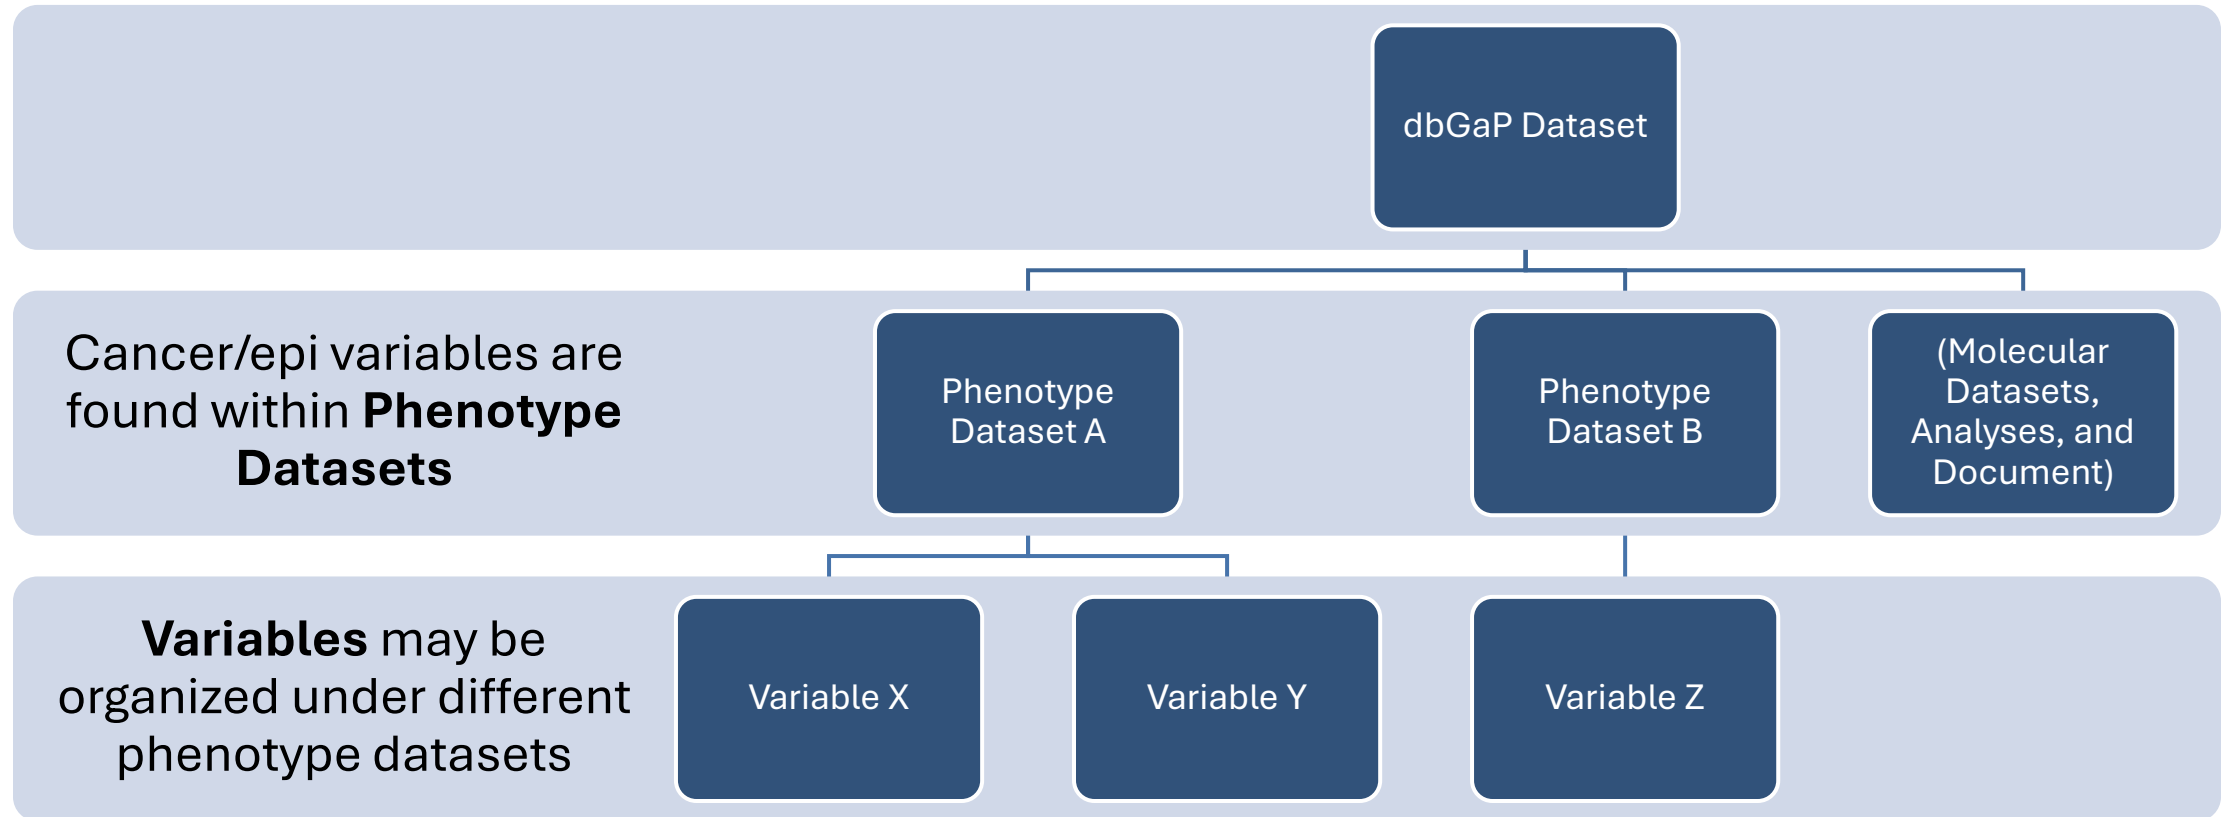 dbGaP Dataset
Cancer/epi variables are
found within Phenotype
Datasets
Phenotype
Dataset A
Phenotype
Dataset B
(Molecular
Datasets,
Analyses, and
Document)
Variables may be
organized under different
phenotype datasets
Variable X
Variable Y
Variable Z